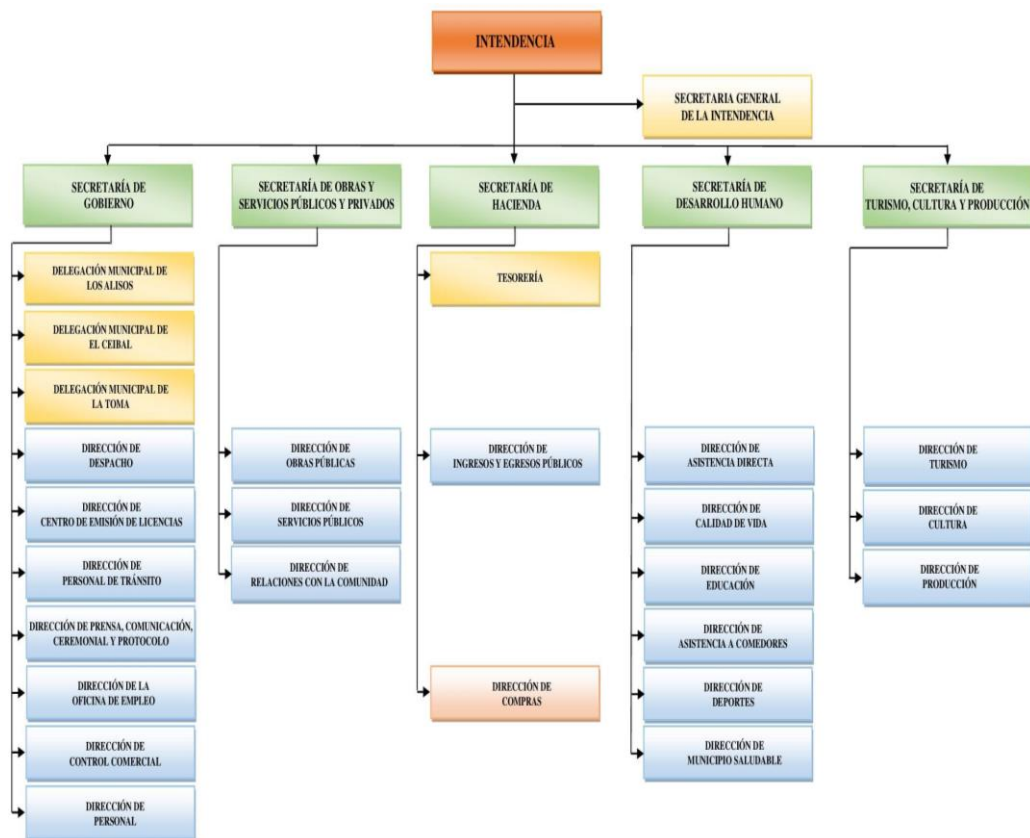 INTENDENCIA
SECRETARIA GENERAL
DE LA INTENDENCIA
SECRETARÍA DE
GOBIERNO
SECRETARÍA DE OBRAS Y
SERVICIOS PÚBLICOS Y PRIVADOS
SECRETARÍA DE
HACIENDA
SECRETARÍA DE
DESARROLLO HUMANO
SECRETARÍA DE
TURISMO, CULTURA Y PRODUCCIÓN
DELEGACIÓN MUNICIPAL DE
LOS ALISOS
DELEGACIÓN MUNICIPAL DE
EL CEIBAL
DELEGACIÓN MUNICIPAL DE
LA TOMA
DIRECCIÓN DE
DESPACHO
DIRECCIÓN DE
CENTRO DE EMISIÓN DE LICENCIAS
DIRECCIÓN DE
PERSONAL DE TRÁNSITO
DIRECCIÓN DE PRENSA, COMUNICACIÓN,
CEREMONIAL Y PROTOCOLO
DIRECCIÓN DE LA
OFICINA DE EMPLEO
DIRECCIÓN DE
CONTROL COMERCIAL
DIRECCIÓN DE
PERSONAL
DIRECCIÓN DE
OBRAS PÚBLICAS
DIRECCIÓN DE
SERVICIOS PÚBLICOS
DIRECCIÓN DE
RELACIONES CON LA COMUNIDAD
TESORERÍA
DIRECCIÓN DE
INGRESOS Y EGRESOS PÚBLICOS
DIRECCIÓN DE
COMPRAS
DIRECCIÓN DE
ASISTENCIA DIRECTA
DIRECCIÓN DE
CALIDAD DE VIDA
DIRECCIÓN DE
EDUCACIÓN
DIRECCIÓN DE
ASISTENCIA A COMEDORES
DIRECCIÓN DE
DEPORTES
DIRECCIÓN DE
MUNICIPIO SALUDABLE
DIRECCIÓN DE
TURISMO
DIRECCIÓN DE
CULTURA
DIRECCIÓN DE
PRODUCCIÓN